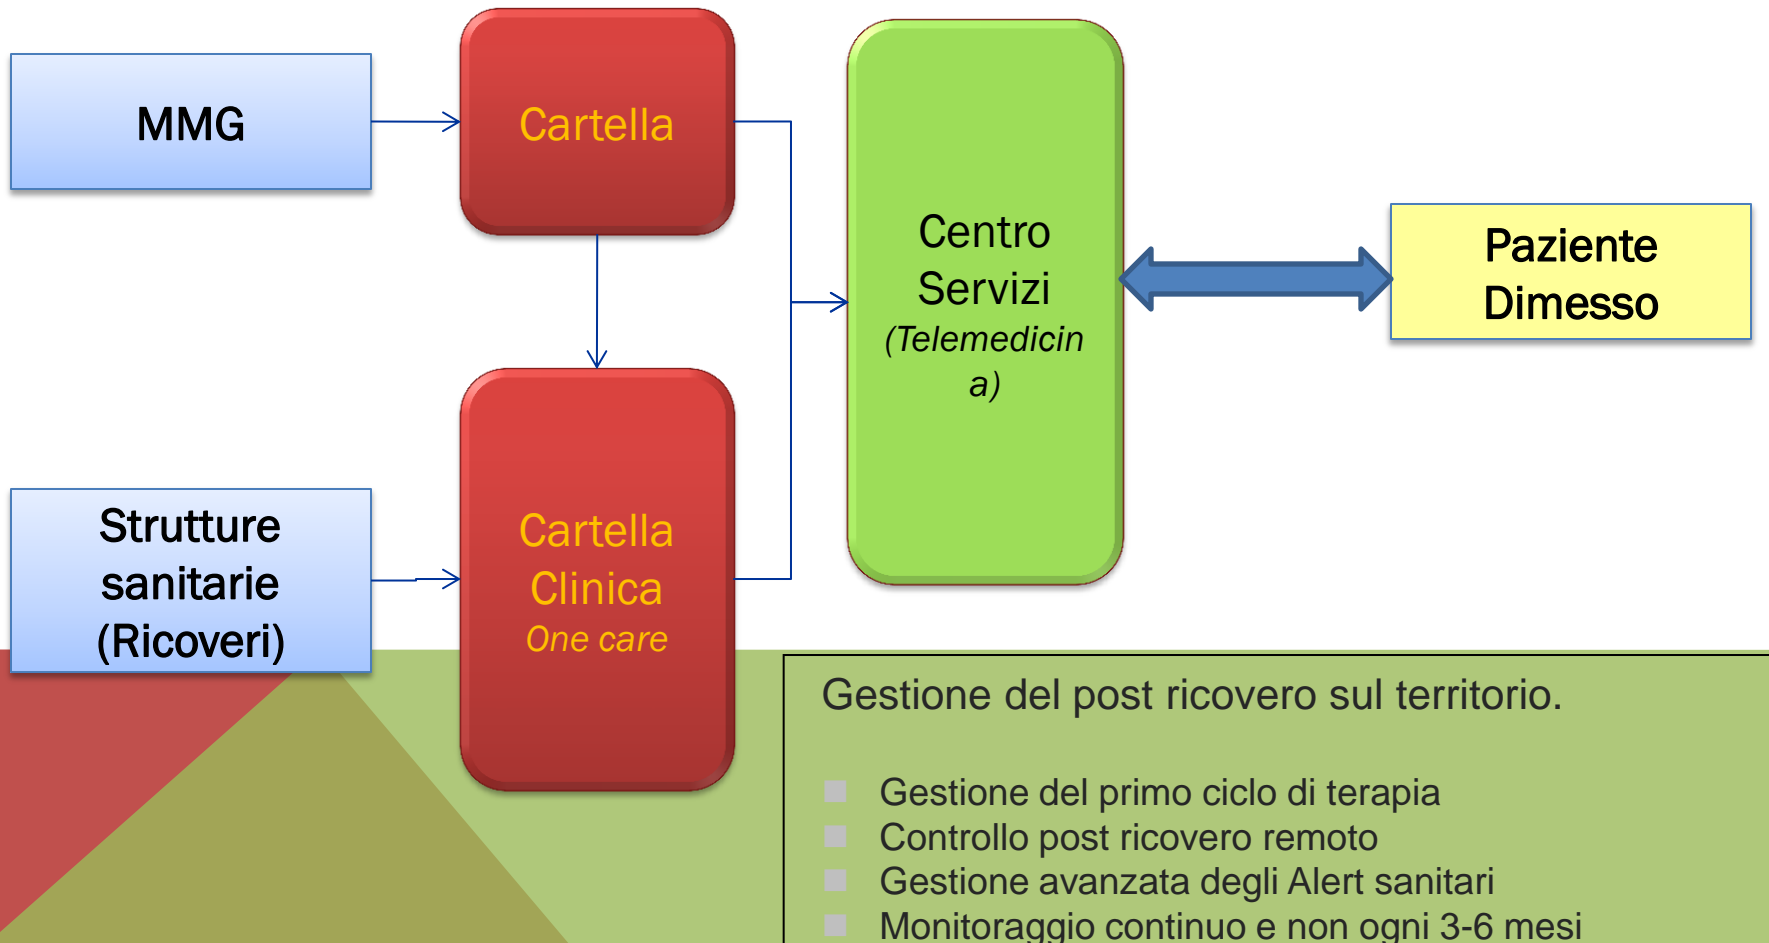 MMG
Cartella
Centro
Servizi
(Telemedicin
a)
Paziente
Dimesso
Strutture
sanitarie
(Ricoveri)
Cartella
Clinica
One care
Gestione del post ricovero sul territorio.
Gestione del primo ciclo di terapia
Controllo post ricovero remoto
Gestione avanzata degli Alert sanitari
Monitoraggio continuo e non ogni 3-6 mesi